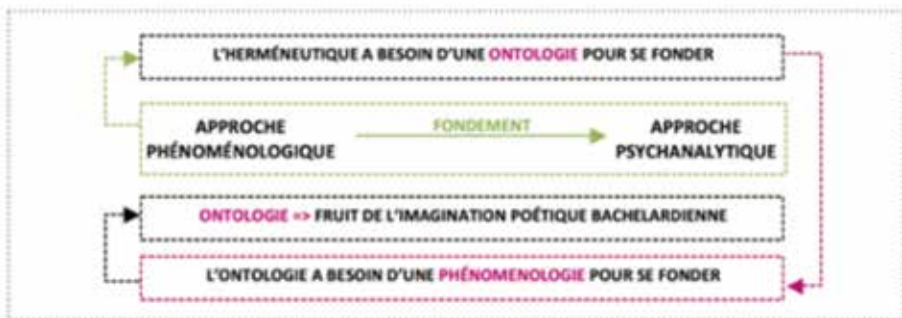 L'HERMÉNEUTIQUE A BESOIN D'UNE ONTOLOGIE POUR SE FONDER
APPROCHE PHÉNOMÉNOLOGIQUE
FONDEMENT
APPROCHE PSYCHANALYTIQUE
ONTOLOGIE => FRUIT DE L'IMAGINATION POÉTIQUE BACHELARDIENNE
L'ONTOLOGIE A BESOIN D'UNE PHÉNOMENOLOGIE POUR SE FONDER